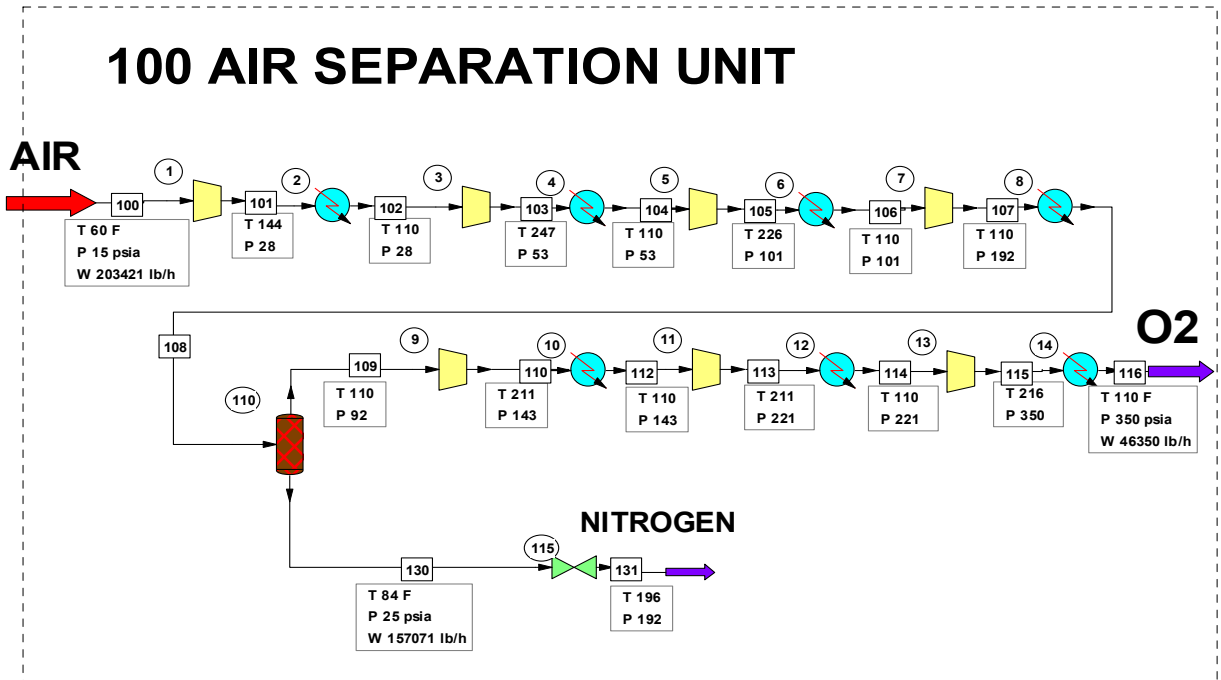 100 AIR SEPARATION UNIT
AIR
1
2
3
4
5
6
7
8
100
101
102
103
104
105
106
107
T 60 F
P 15 psia
W 203421 lb/h
T 144
P 28
T 110
P 28
T 247
P 53
T 110
P 53
T 226
P 101
T 110
P 101
T 110
P 192
O2
108
9
10
11
12
13
14
109
110
112
113
114
115
116
T 110
P 92
T 211
P 143
T 110
P 143
T 211
P 221
T 110
P 221
T 216
P 350
T 110 F
P 350 psia
W 46350 lb/h
110
NITROGEN
115
130
131
T 84 F
P 25 psia
W 157071 lb/h
T 196
P 192